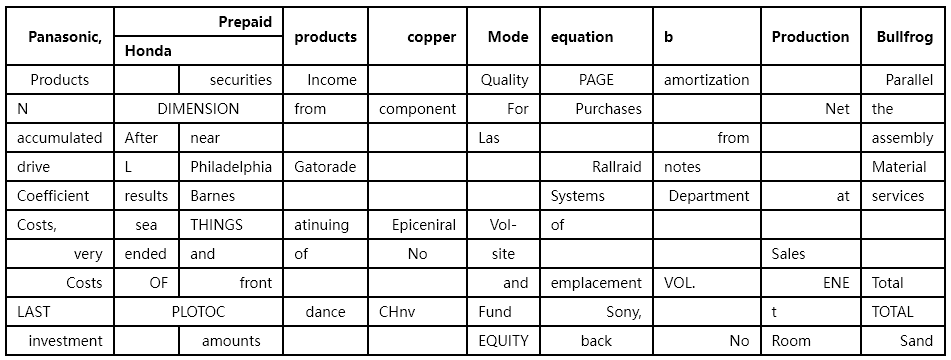 Panasonic, Prepaid products copper Mode equation b Production Bullfrog
Honda
Products securities Income Quality PAGE amortization Parallel
N DIMENSION from component For Purchases Net the
accumulated After near Las from assembly
drive L Philadelphia Gatorade Rallraid notes Material
Coefficient results Barnes Systems Department at services
Costs, sea THINGS atinuing Epiceniral Vol- of
very ended and of No site Sales
Costs OF front and emplacement VOL. ENE Total
LAST PLOTOC dance CHnv Fund Sony, t TOTAL
investment amounts EQUITY back No Room Sand